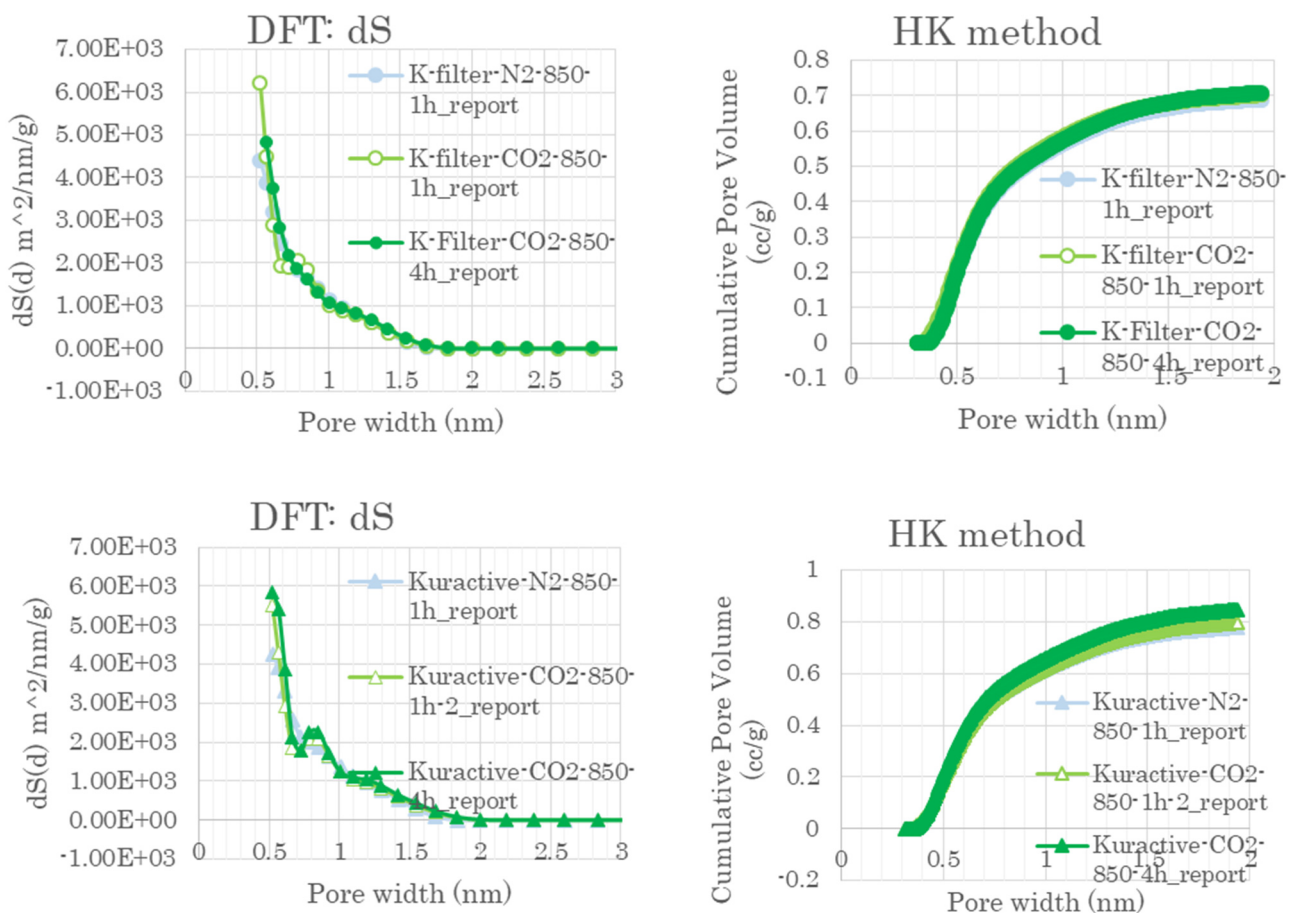 DFT: dS
7.00E+03
6.00E+03
5.00E+03
4.00E+03
3.00E+03
2.00E+03
1.00E+03
0.00E+00
-1.00E+03
dS(d) m^2/nm/g)
0 0.5 1 1.5 2 2.5 3
Pore width (nm)
K-filter-N2-850-
1h_report
K-filter-CO2-850-
1h_report
K-Filter-CO2-850-
4h_report
HK method
0.8
0.7
0.6
0.5
0.4
0.3
0.2
0.1
0
-0.1
Cumulative Pore Volume
(cc/g)
0 0.5 1 1.5 2
Pore width (nm)
K-filter-N2-850-
1h_report
K-filter-CO2-
850-1h_report
K-Filter-CO2-
850-4h_report
DFT: dS
7.00E+03
6.00E+03
5.00E+03
4.00E+03
3.00E+03
2.00E+03
1.00E+03
0.00E+00
-1.00E+03
dS(d) m^2/nm/g)
0 0.5 1 1.5 2 2.5 3
Pore width (nm)
Kuractive-N2-850-
1h_report
Kuractive-CO2-850-
1h-2_report
Kuractive-CO2-850-
4h_report
HK method
1
0.8
0.6
0.4
0.2
0
-0.2
Cumulative Pore Volume
(cc/g)
0 0.5 1 1.5 2
Pore width (nm)
Kuractive-N2-
850-1h_report
Kuractive-CO2-
850-1h-2_report
Kuractive-CO2-
850-4h_report